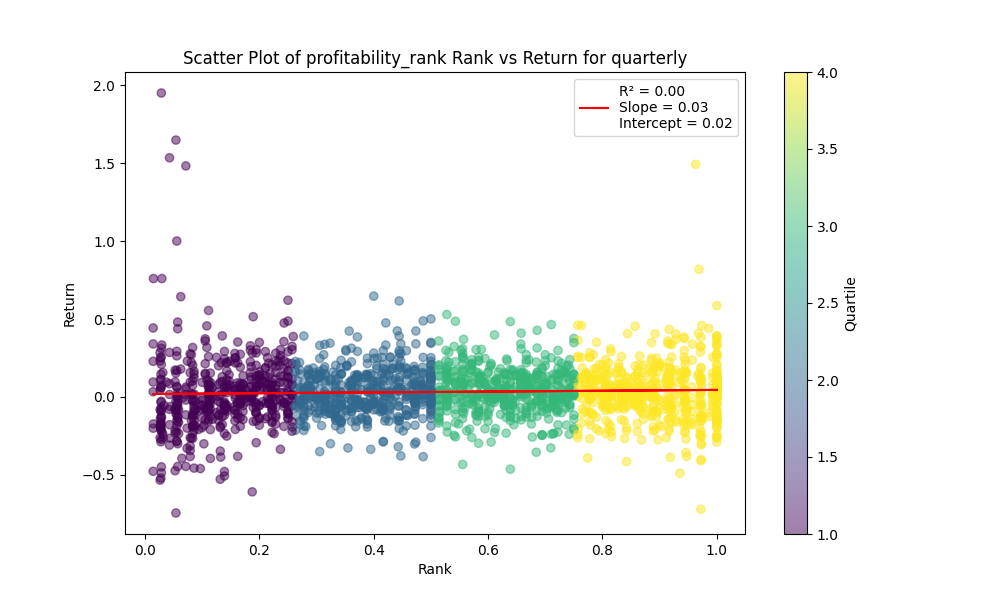 Scatter Plot of profitability_rank Rank vs Return for quarterly
R² = 0.00
Slope = 0.03
Intercept = 0.02
Return
2.0
1.5
1.0
0.5
0.0
−0.5
0.0
0.2
0.4
0.6
0.8
1.0
Rank
4.0
3.5
3.0
2.5
2.0
1.5
1.0
Quartile